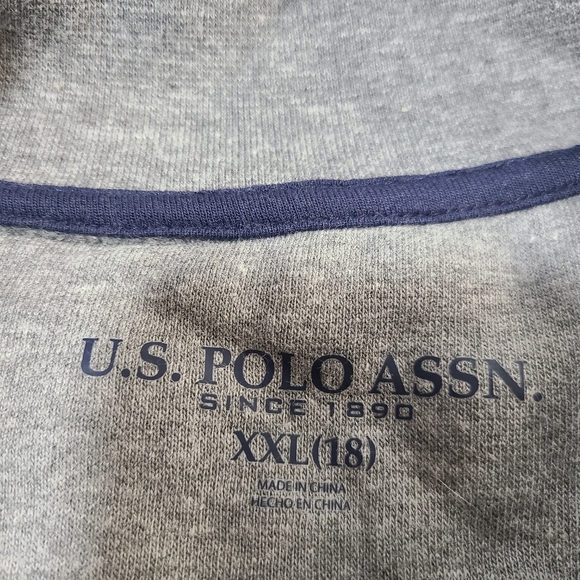 U.S. POLO ASSN.
SINCE 1890
XXL(18)
MADE IN CHINA
HECHO EN CHINA